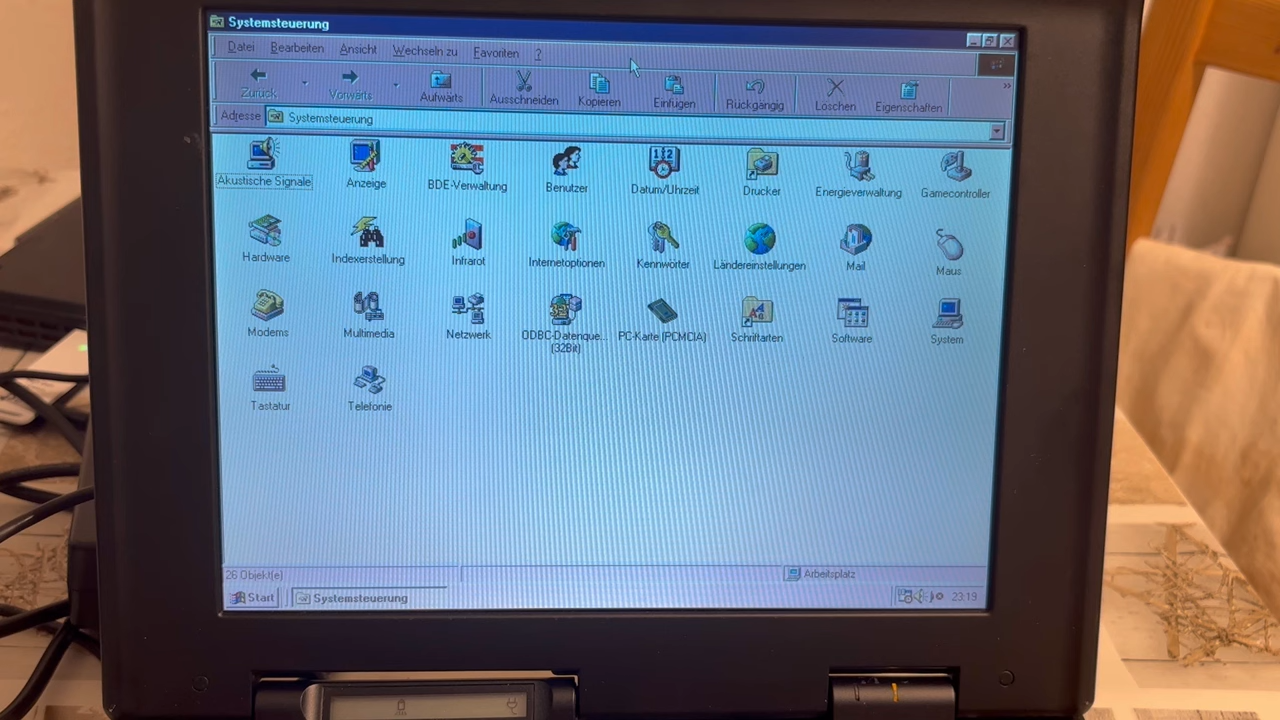 Systemsteuerung
Datei Bearbeiten Ansicht Wechseln zu Favoriten ?
Zurück Vorwärts Aufwärts Ausschneiden Kopieren Einfügen Rückgängig Löschen Eigenschaften »
Adresse Systemsteuerung
Akustische Signale Anzeige BDE-Verwaltung Benutzer Datum/Uhrzeit Drucker Energieverwaltung Gamecontroller
Hardware Indexerstellung Infrarot Internetoptionen Kennwörter Ländereinstellungen Mail Maus
Modems Multimedia Netzwerk ODBC-Datenque... PC-Karte (PCMCIA) Schriftarten Software System
(32Bit)
Tastatur Telefonie
26 Objekt(e) Arbeitsplatz
Start Systemsteuerung 23:19